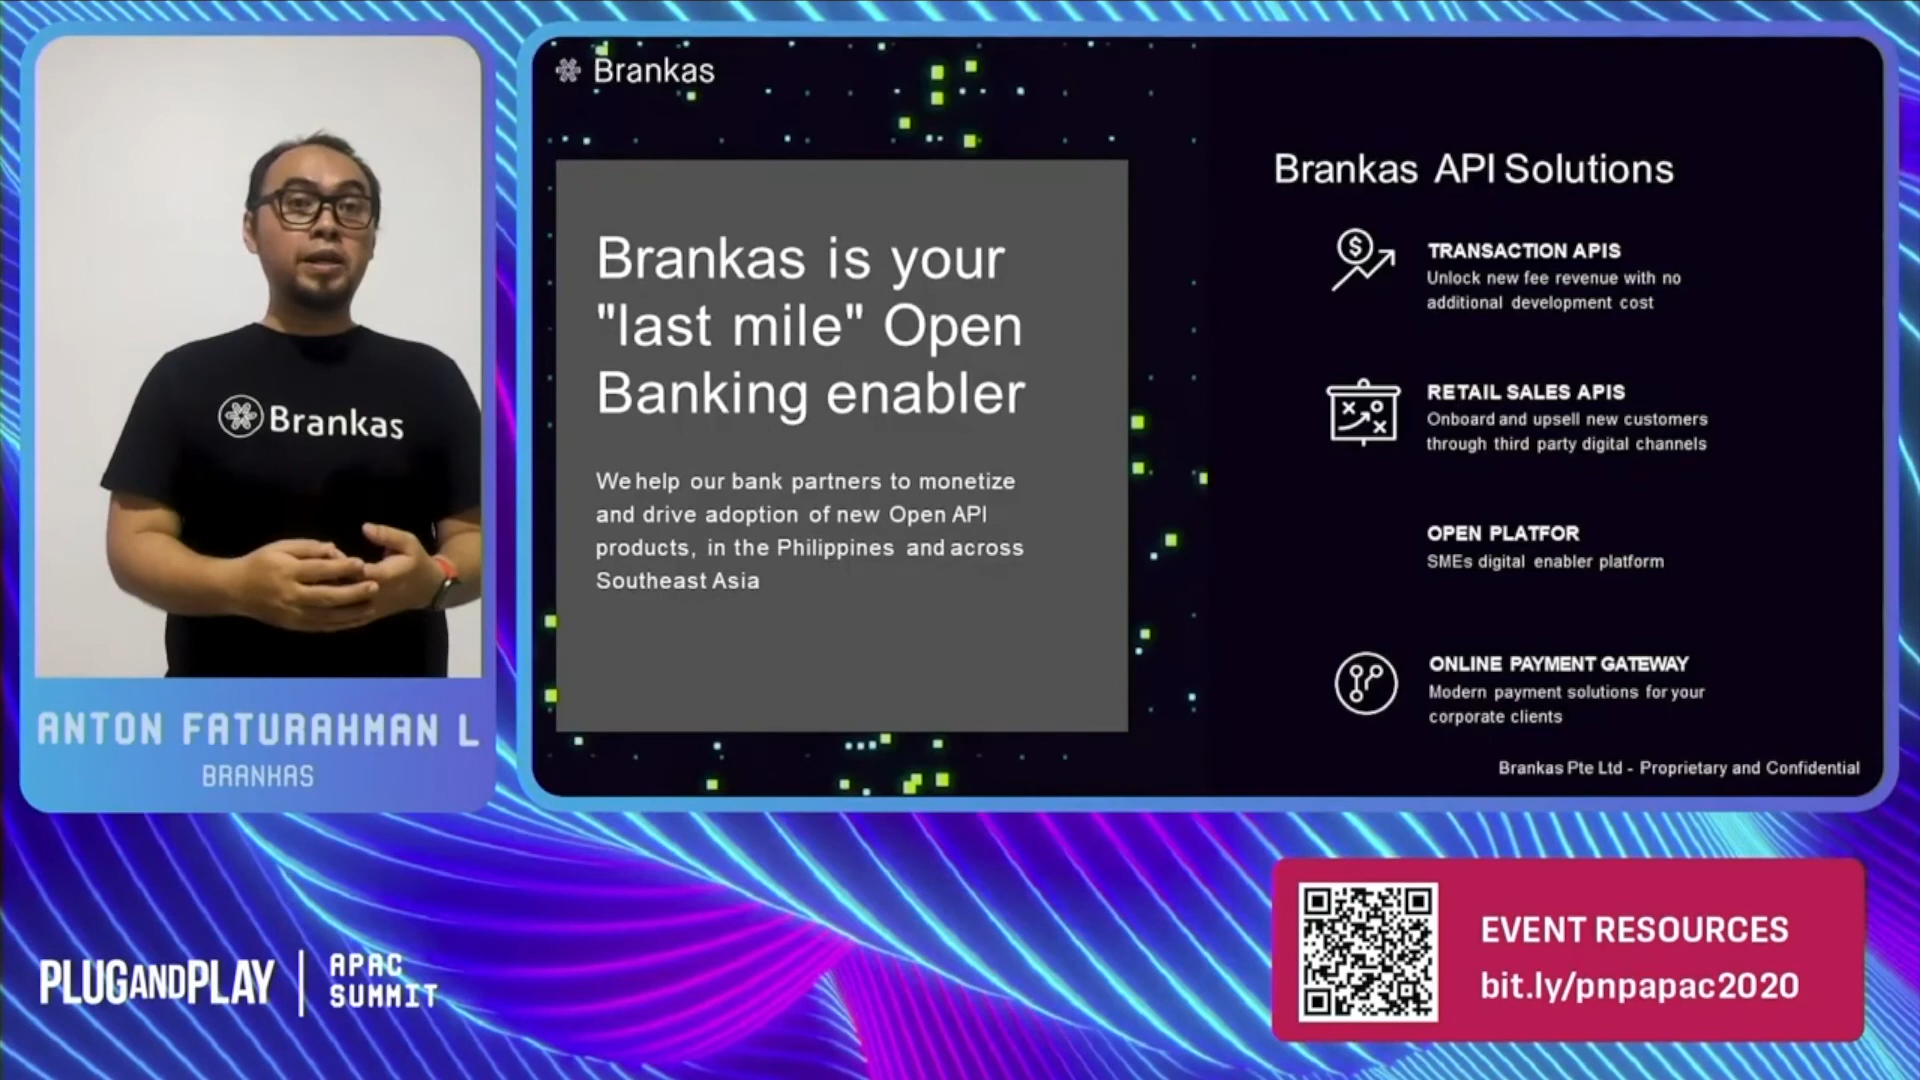 Brankas
Brankas
ANTON FATURAHMAN L
BRANKAS
Brankas is your
"last mile" Open
Banking enabler
We help our bank partners to monetize
and drive adoption of new Open API
products, in the Philippines and across
Southeast Asia
Brankas API Solutions
TRANSACTION APIS
Unlock new fee revenue with no
additional development cost
RETAIL SALES APIS
Onboard and upsell new customers
through third party digital channels
OPEN PLATFOR
SMEs digital enabler platform
ONLINE PAYMENT GATEWAY
Modern payment solutions for your
corporate clients
Brankas Pte Ltd - Proprietary and Confidential
PLUGANDPLAY
APAC
SUMMIT
EVENT RESOURCES
bit.ly/pnpapac2020